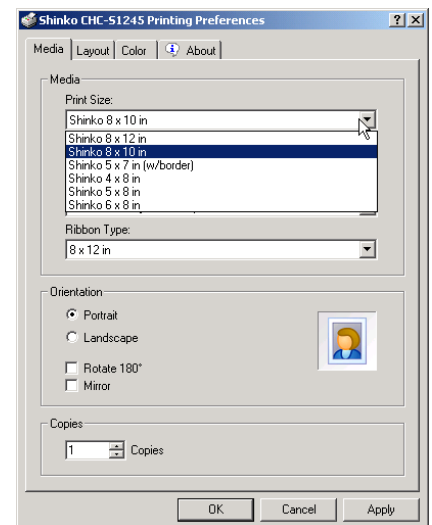 Shinko CHC-S1245 Printing Preferences
Media Layout Color About
Media
Print Size:
Shinko 8 x 10 in
Shinko 8 x 12 in
Shinko 8 x 10 in
Shinko 5 x 7 in (w/border)
Shinko 4 x 8 in
Shinko 5 x 8 in
Shinko 6 x 8 in
Ribbon Type:
8 x 12 in
Orientation
Portrait
Landscape
Rotate 180°
Mirror
Copies
1 Copies
OK Cancel Apply